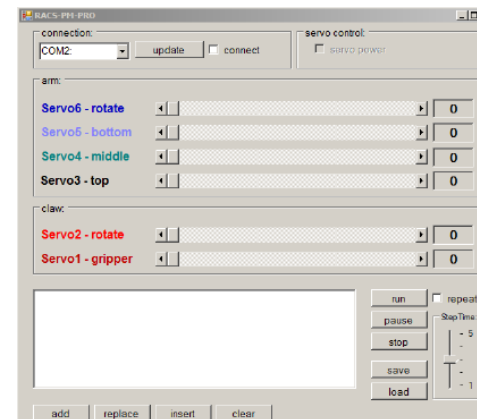 RACS-PM-PRO
connection:
servo control:
COM2:
update
connect
servo power
arm:
Servo6 - rotate
0
Servo5 - bottom
0
Servo4 - middle
0
Servo3 - top
0
claw:
Servo2 - rotate
0
Servo1 - gripper
0
run
repeat
pause
StepTime:
stop
- 5
save
load
- 1
add
replace
insert
clear